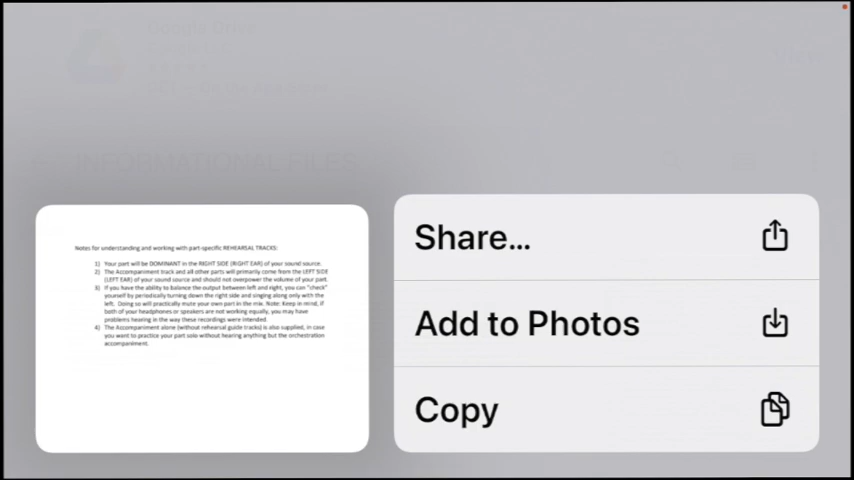 Google Drive
INFORMATIONAL FILES
Notes for understanding and working with part-specific REHEARSAL TRACKS:
1) Your part will be DOMINANT in the RIGHT SIDE (RIGHT EAR) of your sound source.
2) The Accompaniment track and all other parts will primarily come from the LEFT SIDE
(LEFT EAR) of your sound source and should not overpower the volume of your part.
3) If you have the ability to balance the output between left and right, you can "check"
yourself by periodically turning down the right side and singing along only with the
left. Doing so will practically mute your own part in the mix. Note: Keep in mind, if
both of your headphones or speakers are not working equally, you may have
problems hearing in the way these recordings were intended.
4) The Accompaniment alone (without rehearsal guide tracks) is also supplied, in case
you want to practice your part solo without hearing anything but the orchestration
accompaniment.
Share...
Add to Photos
Copy